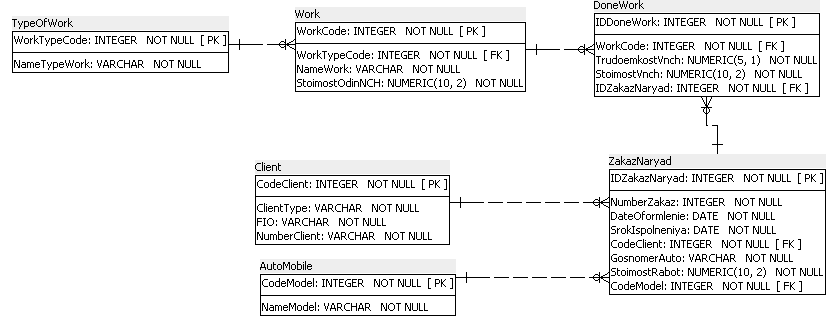 TypeOfWork
WorkTypeCode: INTEGER NOT NULL [ PK ]
NameTypeWork: VARCHAR NOT NULL
Work
WorkCode: INTEGER NOT NULL [ PK ]
WorkTypeCode: INTEGER NOT NULL [ FK ]
NameWork: VARCHAR NOT NULL
StoimostOdinNCH: NUMERIC(10, 2) NOT NULL
DoneWork
IDDoneWork: INTEGER NOT NULL [ PK ]
WorkCode: INTEGER NOT NULL [ FK ]
TrudoemkostVnch: NUMERIC(5, 1) NOT NULL
StoimostVnch: NUMERIC(10, 2) NOT NULL
IDZakazNaryad: INTEGER NOT NULL [ FK ]
Client
CodeClient: INTEGER NOT NULL [ PK ]
ClientType: VARCHAR NOT NULL
FIO: VARCHAR NOT NULL
NumberClient: VARCHAR NOT NULL
ZakazNaryad
IDZakazNaryad: INTEGER NOT NULL [ PK ]
NumberZakaz: INTEGER NOT NULL
DateOformlenie: DATE NOT NULL
SrokIspolneniya: DATE NOT NULL
CodeClient: INTEGER NOT NULL [ FK ]
GosnomerAuto: VARCHAR NOT NULL
StoimostRabot: NUMERIC(10, 2) NOT NULL
CodeModel: INTEGER NOT NULL [ FK ]
AutoMobile
CodeModel: INTEGER NOT NULL [ PK ]
NameModel: VARCHAR NOT NULL